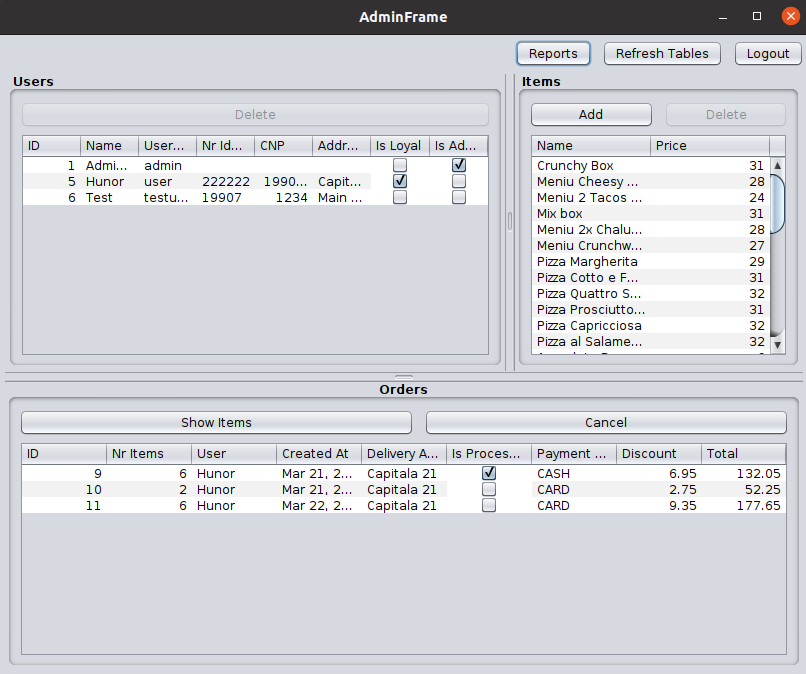 AdminFrame
Reports Refresh Tables Logout
Users
Delete
ID Name User... Nr Id... CNP Addr... Is Loyal Is Ad...
1 Admi... admin
5 Hunor user 222222 1990... Capit...
6 Test testu... 19907 1234 Main ...
Items
Add Delete
Name Price
Crunchy Box 31
Meniu Cheesy ... 28
Meniu 2 Tacos ... 24
Mix box 31
Meniu 2x Chalu... 28
Meniu Crunchw... 27
Pizza Margherita 29
Pizza Cotto e F... 31
Pizza Quattro S... 32
Pizza Prosciutto... 31
Pizza Capricciosa 32
Pizza al Salame... 32
Orders
Show Items Cancel
ID Nr Items User Created At Delivery A... Is Proces... Payment ... Discount Total
9 6 Hunor Mar 21, 2... Capitala 21 CASH 6.95 132.05
10 2 Hunor Mar 21, 2... Capitala 21 CARD 2.75 52.25
11 6 Hunor Mar 22, 2... Capitala 21 CARD 9.35 177.65